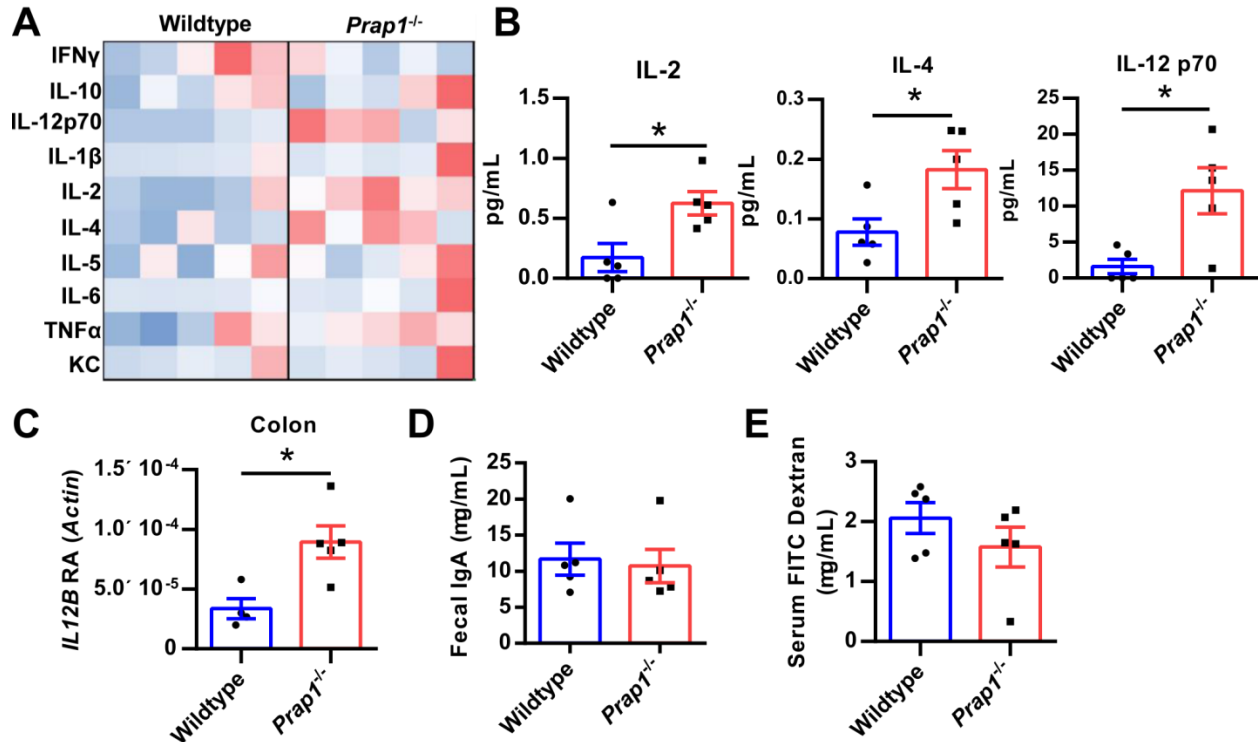 A
Wildtype
Prap1-/-
IFNγ
IL-10
IL-12p70
IL-1β
IL-2
IL-4
IL-5
IL-6
TNFα
KC
B
IL-2
pg/mL
1.5
1.0
0.5
0.0
*
Wildtype
Prap1-/-
IL-4
pg/mL
0.3
0.2
0.1
0.0
*
Wildtype
Prap1-/-
IL-12 p70
pg/mL
25
20
15
10
5
0
*
Wildtype
Prap1-/-
C
Colon
IL12B RA (Actin)
1.5´ 10-4
1.0´ 10-4
5.0´ 10-5
0
*
Wildtype
Prap1-/-
D
Fecal IgA (mg/mL)
25
20
15
10
5
0
Wildtype
Prap1-/-
E
Serum FITC Dextran
(mg/mL)
3
2
1
0
Wildtype
Prap1-/-